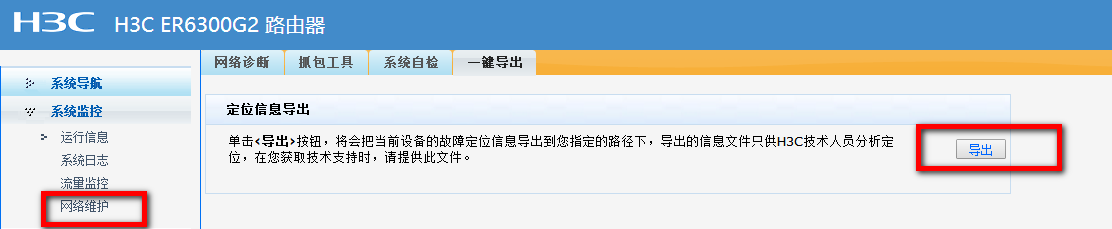 H3C H3C ER6300G2 路由器
网络诊断 抓包工具 系统自检 一键导出
系统导航
系统监控
运行信息
系统日志
流量监控
网络维护
定位信息导出
单击<导出>按钮，将会把当前设备的故障定位信息导出到您指定的路径下，导出的信息文件只供H3C技术人员分析定
位，在您获取技术支持时，请提供此文件。
导出